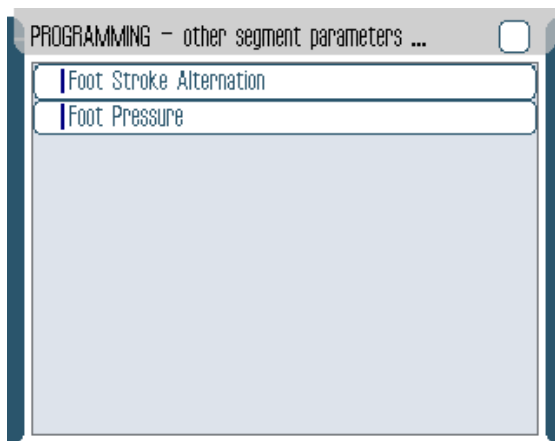 PROGRAMMING - other segment parameters ...
Foot Stroke Alternation
Foot Pressure